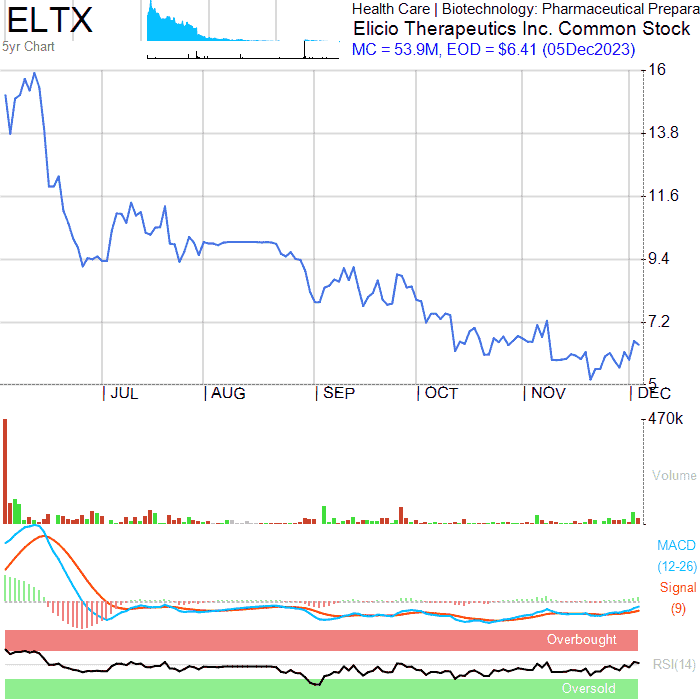 ELTX
5yr Chart
Health Care | Biotechnology: Pharmaceutical Prepara
Elicio Therapeutics Inc. Common Stock
MC = 53.9M, EOD = $6.41 (05Dec2023)
16
13.8
11.6
9.4
7.2
5
JUL
AUG
SEP
OCT
NOV
DEC
470k
Volume
MACD
(12-26)
Signal
(9)
Overbought
RSI(14)
Oversold